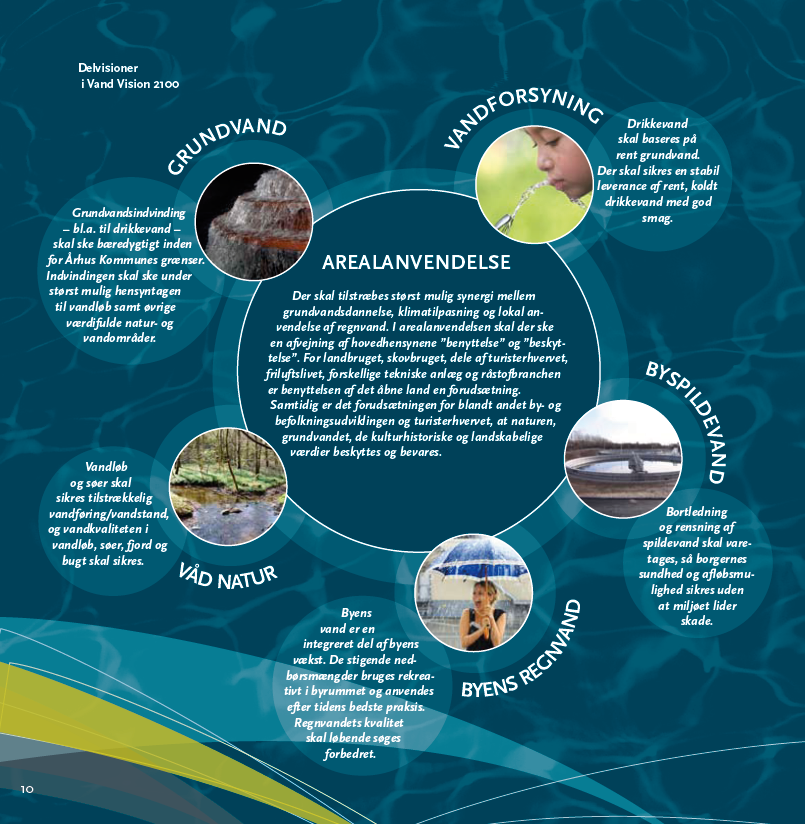 Delvisioner
i Vand Vision 2100
GRUNDVAND
Grundvandsindvinding
– bl.a. til drikkevand –
skal ske bæredygtigt inden
for Århus Kommunes grænser.
Indvindingen skal ske under
størst mulig hensyntagen
til vandløb samt øvrige
værdifulde natur- og
vandområder.
VANDFORSYNING
Drikkevand
skal baseres på
rent grundvand.
Der skal sikres en stabil
leverance af rent, koldt
drikkevand med god
smag.
AREALANVENDELSE
Der skal tilstræbes størst mulig synergi mellem
grundvandsdannelse, klimatilpasning og lokal an-
vendelse af regnvand. I arealanvendelsen skal der ske
en afvejning af hovedhensynene ”benyttelse” og ”beskyt-
telse”. For landbruget, skovbruget, dele af turisterhvervet,
friluftslivet, forskellige tekniske anlæg og råstofbranchen
er benyttelsen af det åbne land en forudsætning.
Samtidig er det forudsætningen for blandt andet by- og
befolkningsudviklingen og turisterhvervet, at naturen,
grundvandet, de kulturhistoriske og landskabelige
værdier beskyttes og bevares.
BYSPILDEVAND
Bortledning
og rensning af
spildevand skal vare-
tages, så borgernes
sundhed og afløbsmu-
lighed sikres uden
at miljøet lider
skade.
Vandløb
og søer skal
sikres tilstrækkelig
vandføring/vandstand,
og vandkvaliteten i
vandløb, søer, fjord og
bugt skal sikres.
VÅD NATUR
Byens
vand er en
integreret del af byens
vækst. De stigende ned-
børsmængder bruges rekrea-
tivt i byrummet og anvendes
efter tidens bedste praksis.
Regnvandets kvalitet
skal løbende søges
forbedret.
BYENS REGNVAND
10